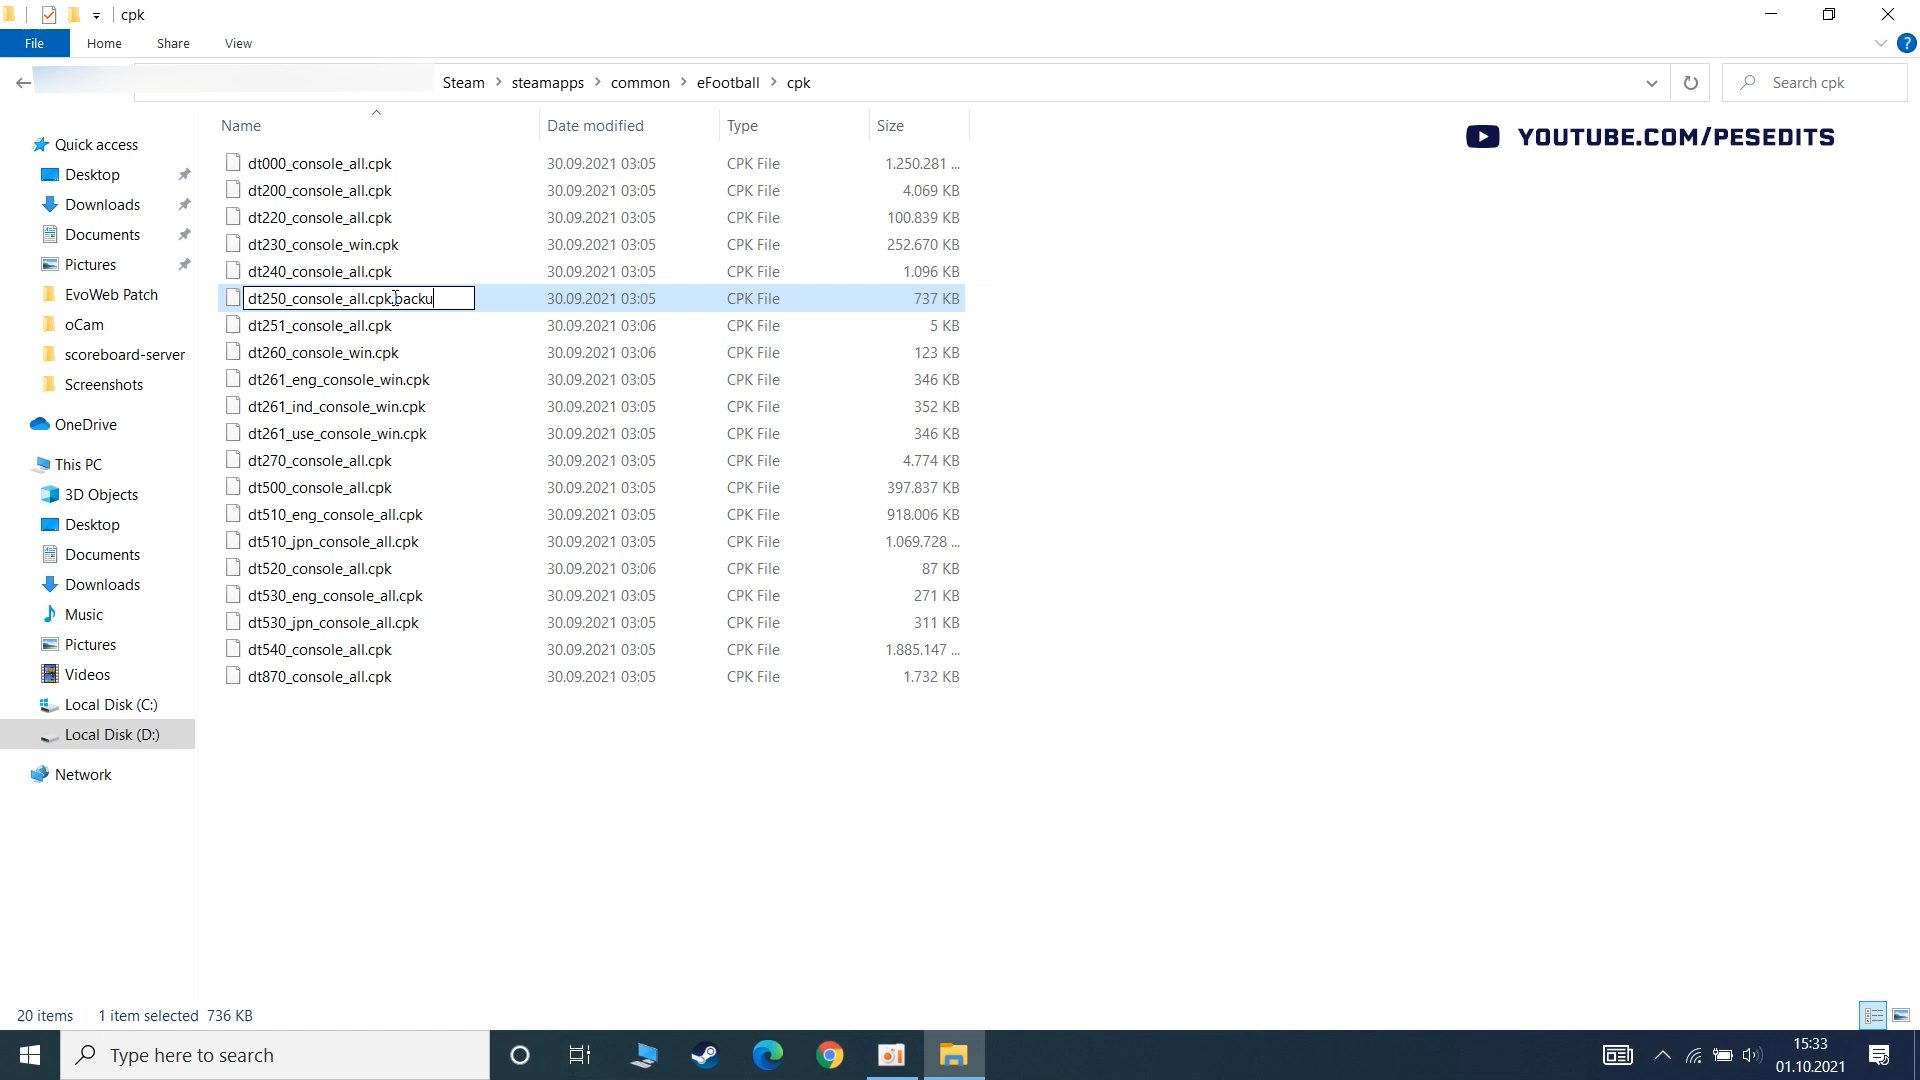 cpk
File Home Share View
Steam > steamapps > common > eFootball > cpk
Search cpk
YOUTUBE.COM/PESEDITS
Name Date modified Type Size
Quick access
Desktop
Downloads
Documents
Pictures
EvoWeb Patch
oCam
scoreboard-server
Screenshots
OneDrive
This PC
3D Objects
Desktop
Documents
Downloads
Music
Pictures
Videos
Local Disk (C:)
Local Disk (D:)
Network
dt000_console_all.cpk 30.09.2021 03:05 CPK File 1.250.281 ...
dt200_console_all.cpk 30.09.2021 03:05 CPK File 4.069 KB
dt220_console_all.cpk 30.09.2021 03:05 CPK File 100.839 KB
dt230_console_win.cpk 30.09.2021 03:05 CPK File 252.670 KB
dt240_console_all.cpk 30.09.2021 03:05 CPK File 1.096 KB
dt250_console_all.cpk.backu 30.09.2021 03:05 CPK File 737 KB
dt251_console_all.cpk 30.09.2021 03:06 CPK File 5 KB
dt260_console_win.cpk 30.09.2021 03:06 CPK File 123 KB
dt261_eng_console_win.cpk 30.09.2021 03:05 CPK File 346 KB
dt261_ind_console_win.cpk 30.09.2021 03:05 CPK File 352 KB
dt261_use_console_win.cpk 30.09.2021 03:05 CPK File 346 KB
dt270_console_all.cpk 30.09.2021 03:05 CPK File 4.774 KB
dt500_console_all.cpk 30.09.2021 03:05 CPK File 397.837 KB
dt510_eng_console_all.cpk 30.09.2021 03:05 CPK File 918.006 KB
dt510_jpn_console_all.cpk 30.09.2021 03:05 CPK File 1.069.728 ...
dt520_console_all.cpk 30.09.2021 03:06 CPK File 87 KB
dt530_eng_console_all.cpk 30.09.2021 03:05 CPK File 271 KB
dt530_jpn_console_all.cpk 30.09.2021 03:05 CPK File 311 KB
dt540_console_all.cpk 30.09.2021 03:05 CPK File 1.885.147 ...
dt870_console_all.cpk 30.09.2021 03:05 CPK File 1.732 KB
20 items 1 item selected 736 KB
Type here to search
15:33
01.10.2021